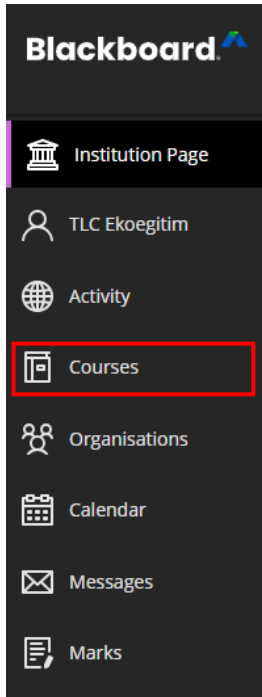 Blackboard.
Institution Page
TLC Ekoegitim
Activity
Courses
Organisations
Calendar
Messages
Marks